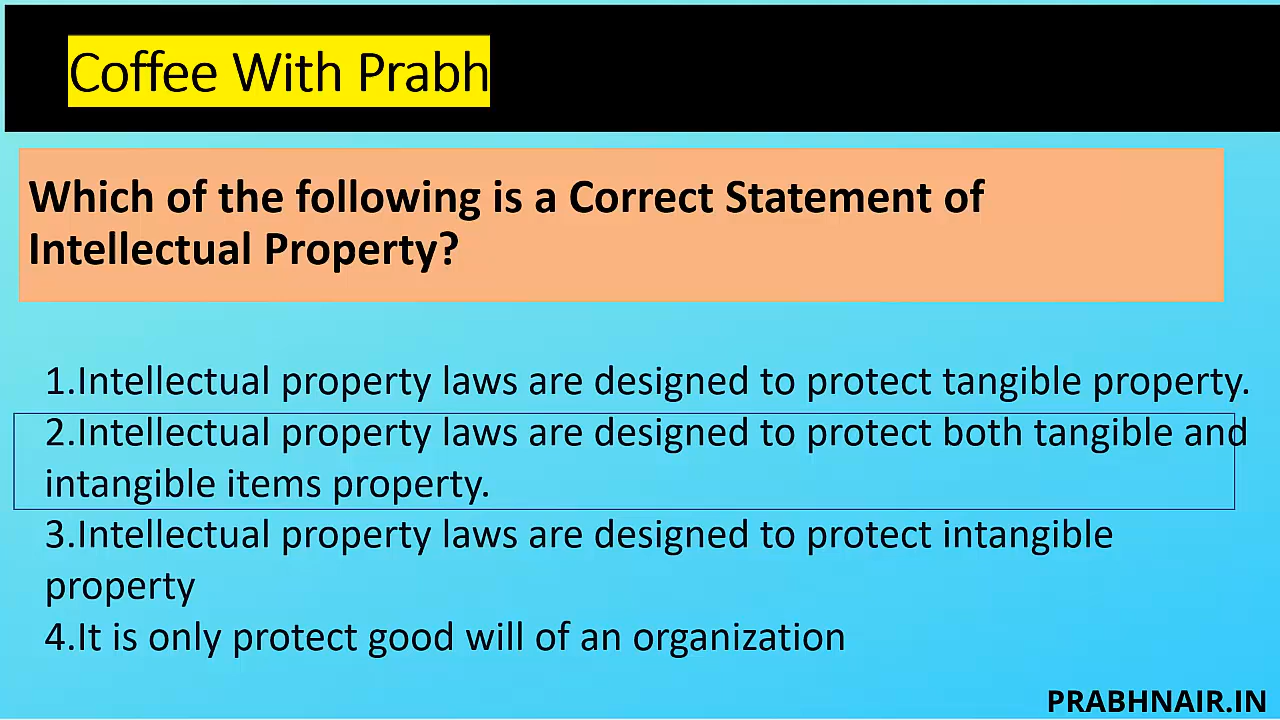 Coffee With Prabh
Which of the following is a Correct Statement of
Intellectual Property?
1.Intellectual property laws are designed to protect tangible property.
2.Intellectual property laws are designed to protect both tangible and
intangible items property.
3.Intellectual property laws are designed to protect intangible
property
4.It is only protect good will of an organization
PRABHNAIR.IN